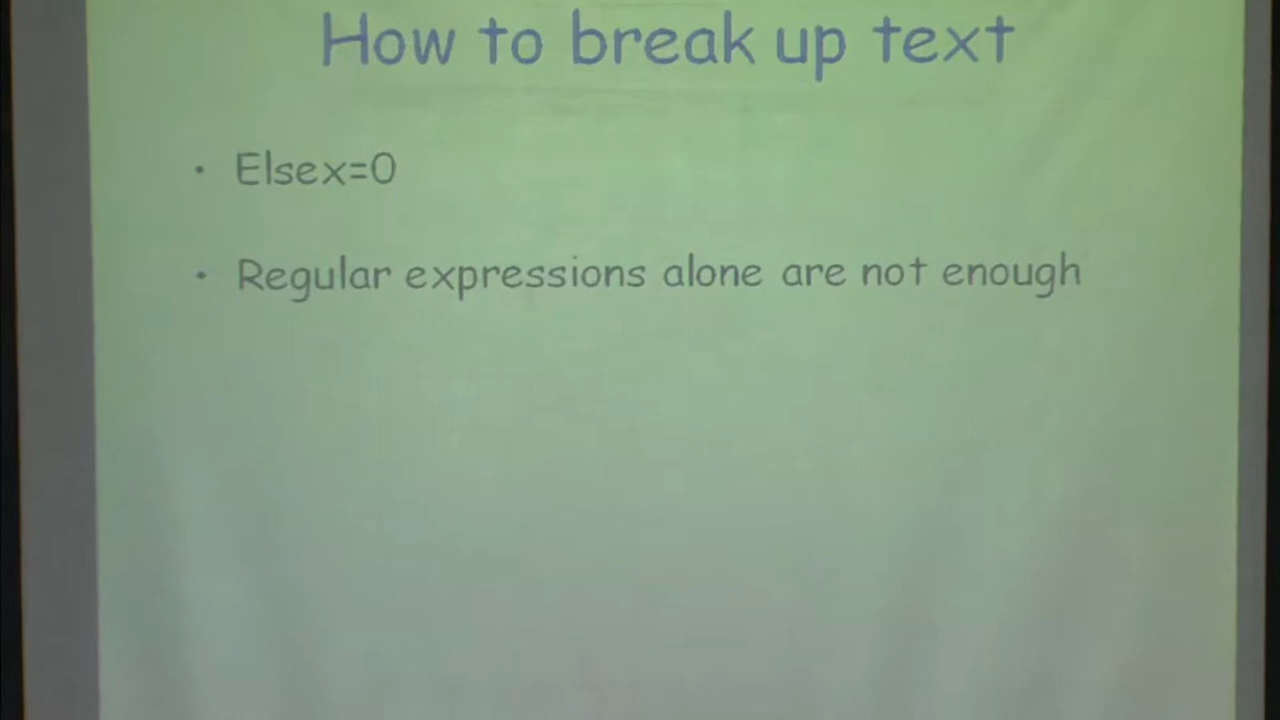 How to break up text
• Elsex=0
• Regular expressions alone are not enough